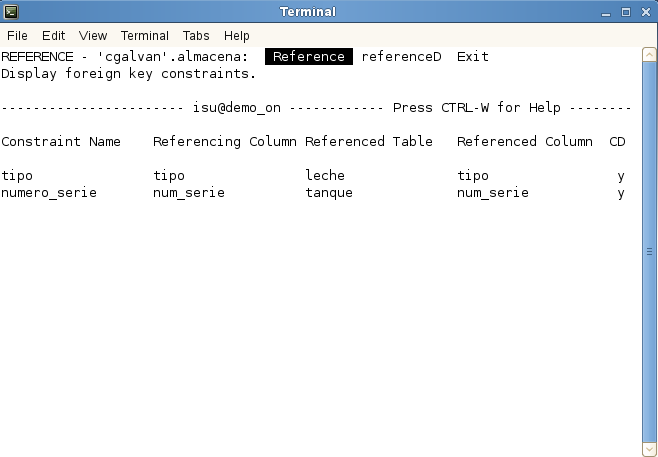 Terminal
File Edit View Terminal Tabs Help
REFERENCE - 'cgalvan'.almacena: Reference referenceD Exit
Display foreign key constraints.
----------------------- isu@demo_on ------------ Press CTRL-W for Help --------
Constraint Name Referencing Column Referenced Table Referenced Column CD
tipo tipo leche tipo y
numero_serie num_serie tanque num_serie y